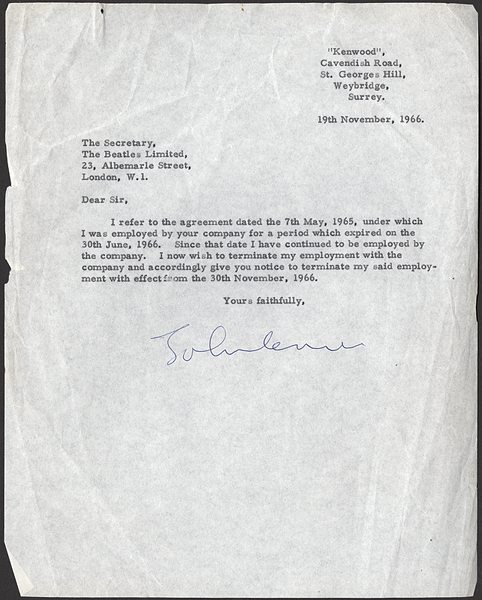 "Kenwood",
Cavendish Road,
St. Georges Hill,
Weybridge,
Surrey.
19th November, 1966.
The Secretary,
The Beatles Limited,
23, Albemarle Street,
London, W.1.
Dear Sir,
I refer to the agreement dated the 7th May, 1965, under which
I was employed by your company for a period which expired on the
30th June, 1966. Since that date I have continued to be employed by
the company. I now wish to terminate my employment with the
company and accordingly give you notice to terminate my said employ-
ment with effect from the 30th November, 1966.
Yours faithfully,
John Lennon